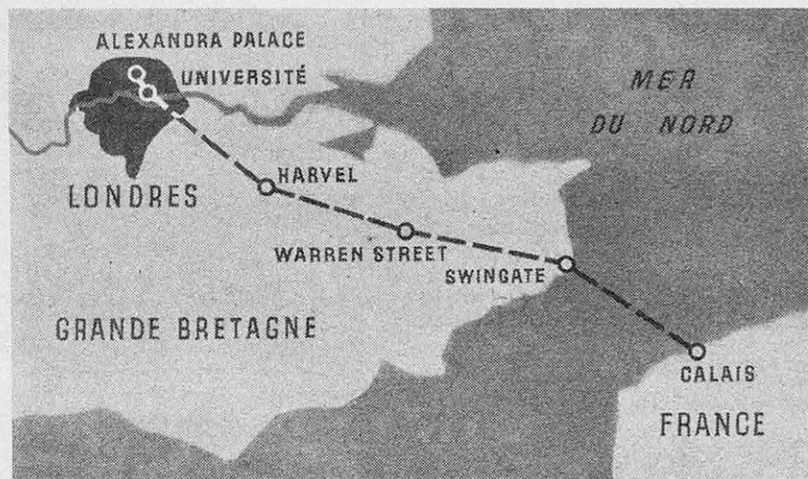 ALEXANDRA PALACE
UNIVERSITÉ
MER
DU NORD
HARVEL
LONDRES
WARREN STREET
SWINGATE
GRANDE BRETAGNE
CALAIS
FRANCE